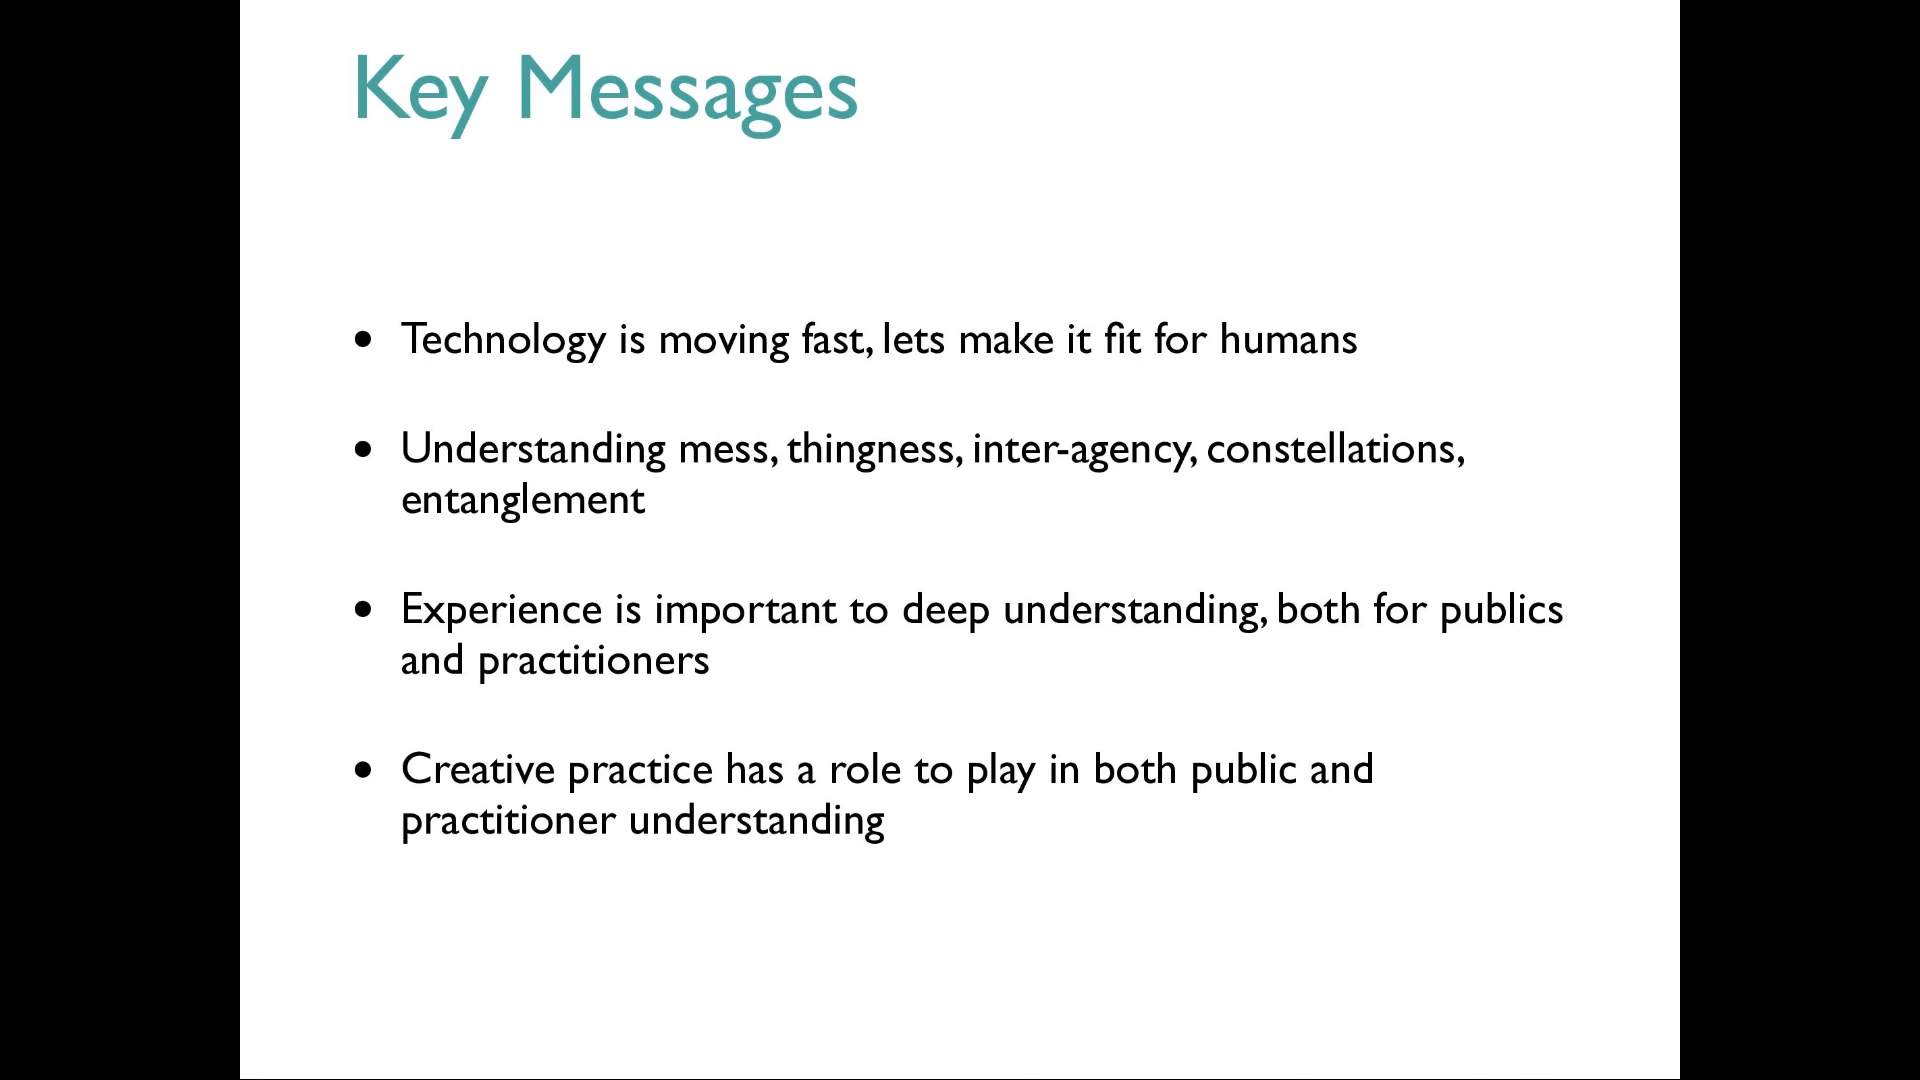 Key Messages
• Technology is moving fast, lets make it fit for humans
• Understanding mess, thingness, inter-agency, constellations,
entanglement
• Experience is important to deep understanding, both for publics
and practitioners
• Creative practice has a role to play in both public and
practitioner understanding